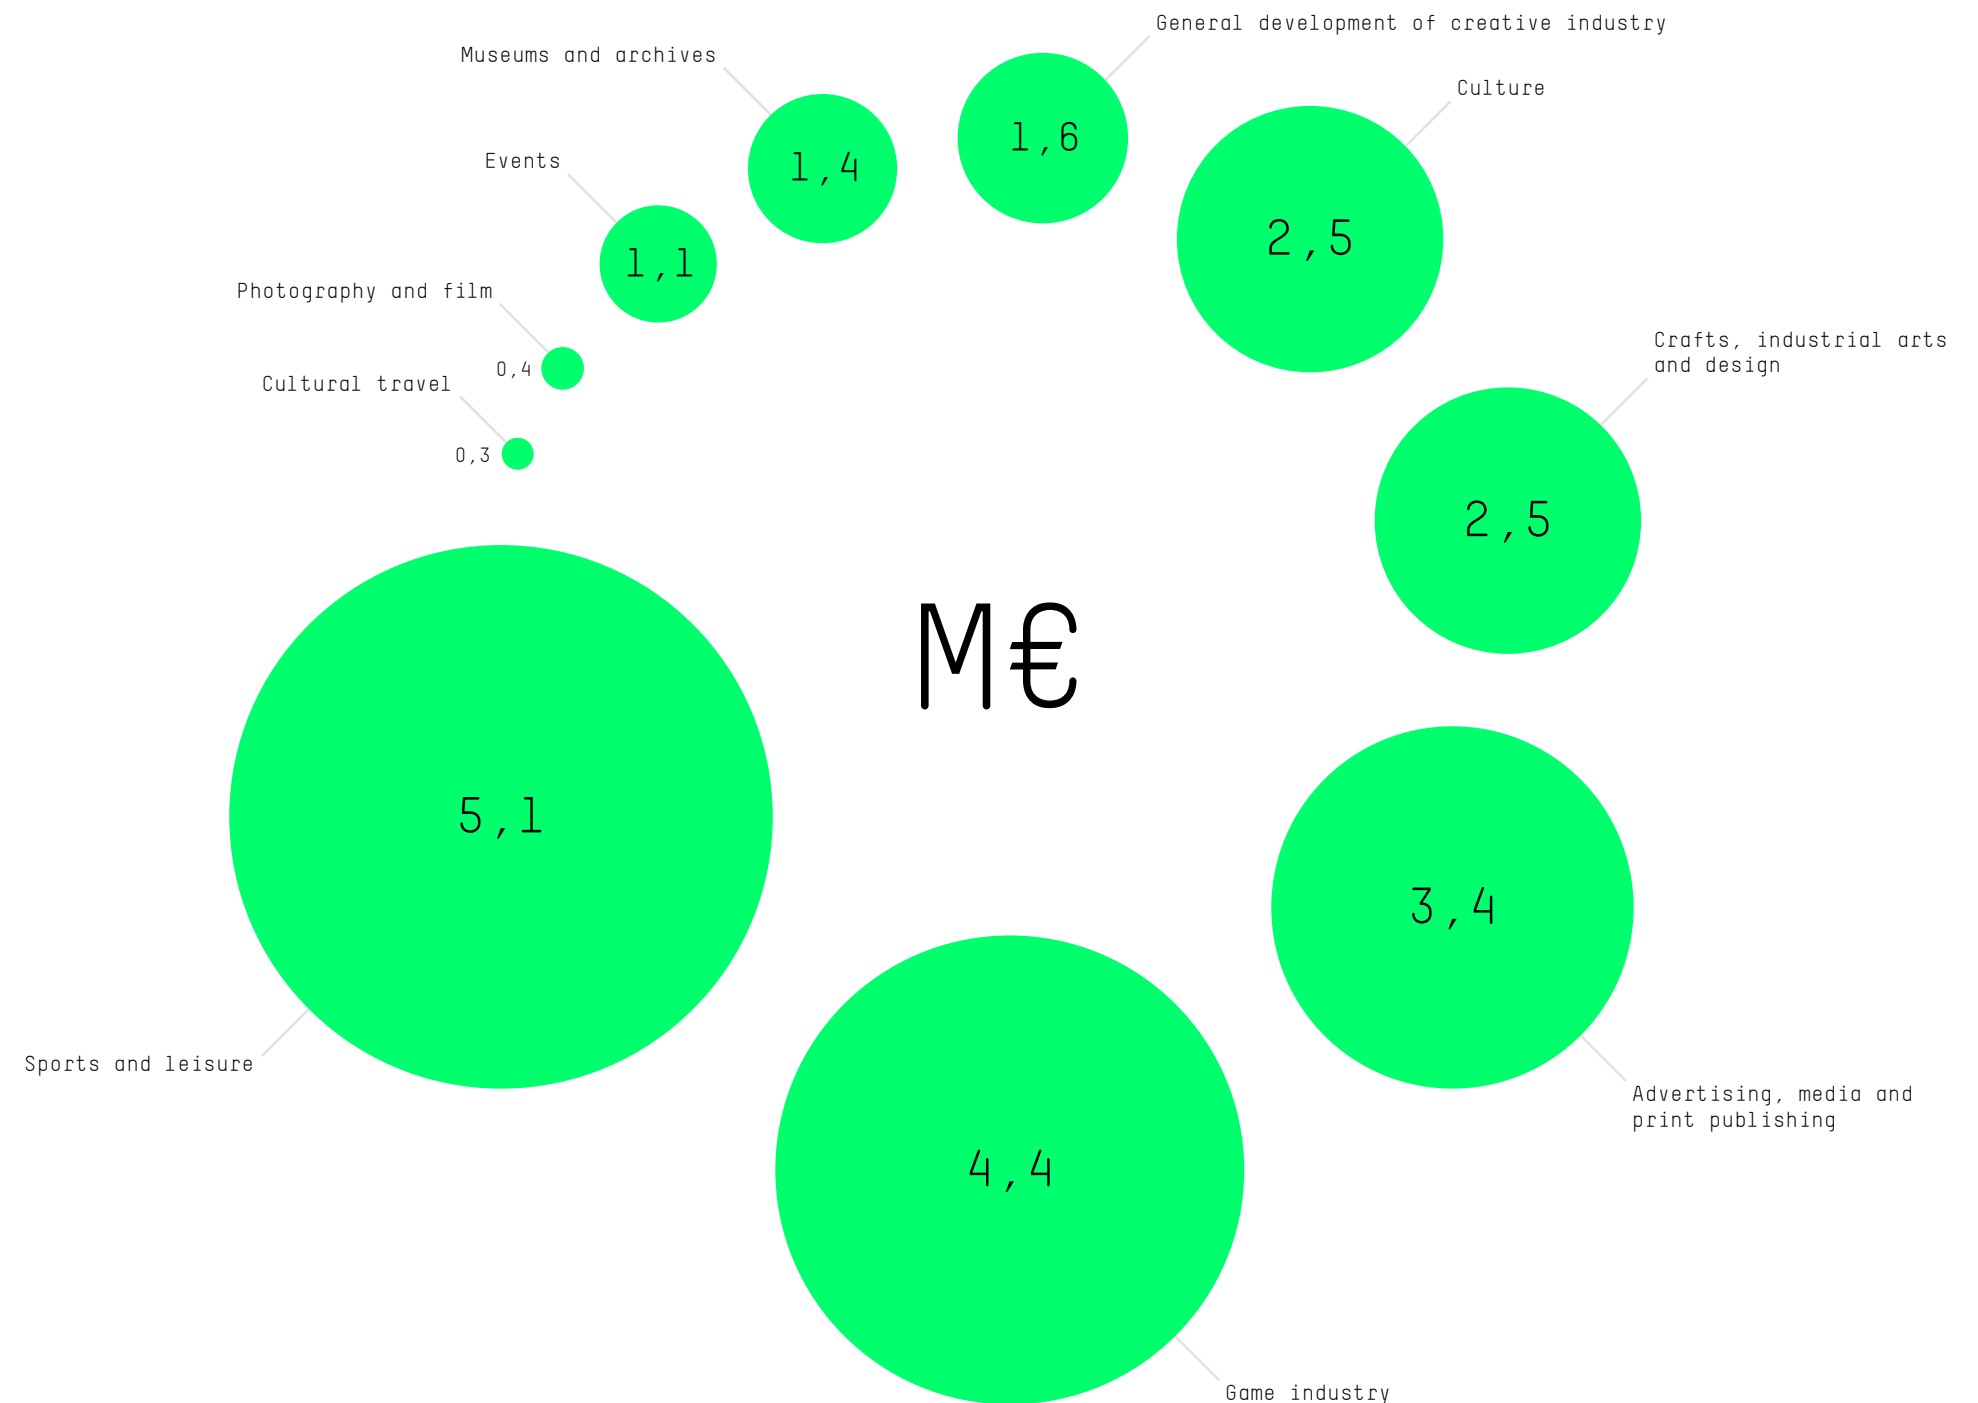 General development of creative industry
Museums and archives
Culture
1,6
1,4
Events
2,5
1,1
Photography and film
Crafts, industrial arts
and design
0,4
Cultural travel
0,3
2,5
M€
5,1
3,4
Sports and leisure
Advertising, media and
print publishing
4,4
Game industry